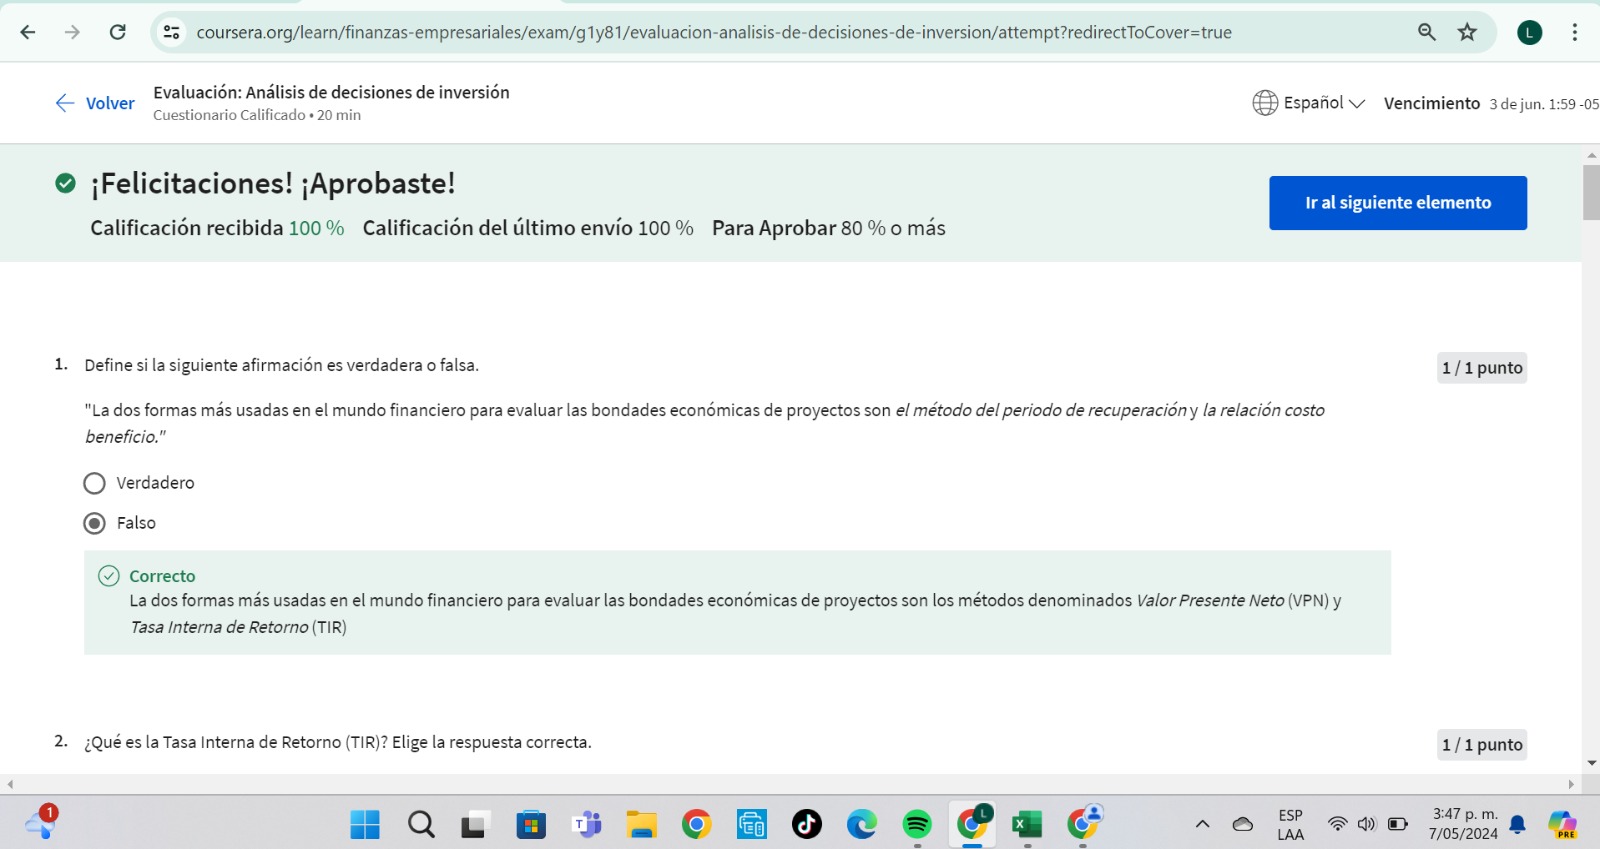 coursera.org/learn/finanzas-empresariales/exam/g1y81/evaluacion-analisis-de-decisiones-de-inversion/attempt?redirectToCover=true
L
Volver
Evaluación: Análisis de decisiones de inversión
Cuestionario Calificado • 20 min
Español
Vencimiento 3 de jun. 1:59 -05
¡Felicitaciones! ¡Aprobaste!
Calificación recibida 100 % Calificación del último envío 100 % Para Aprobar 80 % o más
Ir al siguiente elemento
1. Define si la siguiente afirmación es verdadera o falsa.
1 / 1 punto
"La dos formas más usadas en el mundo financiero para evaluar las bondades económicas de proyectos son el método del periodo de recuperación y la relación costo
beneficio."
Verdadero
Falso
Correcto
La dos formas más usadas en el mundo financiero para evaluar las bondades económicas de proyectos son los métodos denominados Valor Presente Neto (VPN) y
Tasa Interna de Retorno (TIR)
2. ¿Qué es la Tasa Interna de Retorno (TIR)? Elige la respuesta correcta.
1 / 1 punto
1
T
L
X
ESP
LAA
3:47 p. m.
7/05/2024
PRE